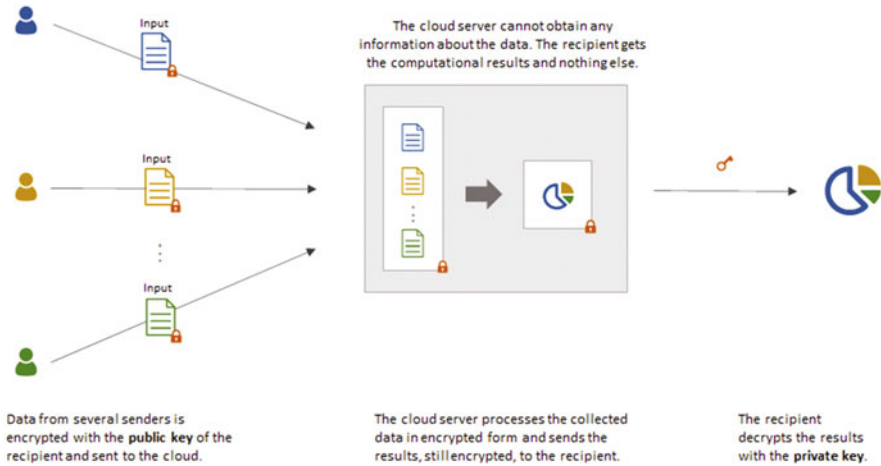 Input
The cloud server cannot obtain any
information about the data. The recipient gets
the computational results and nothing else.
Input
Input
Data from several senders is
encrypted with the public key of the
recipient and sent to the cloud.
The cloud server processes the collected
data in encrypted form and sends the
results, still encrypted, to the recipient.
The recipient
decrypts the results
with the private key.